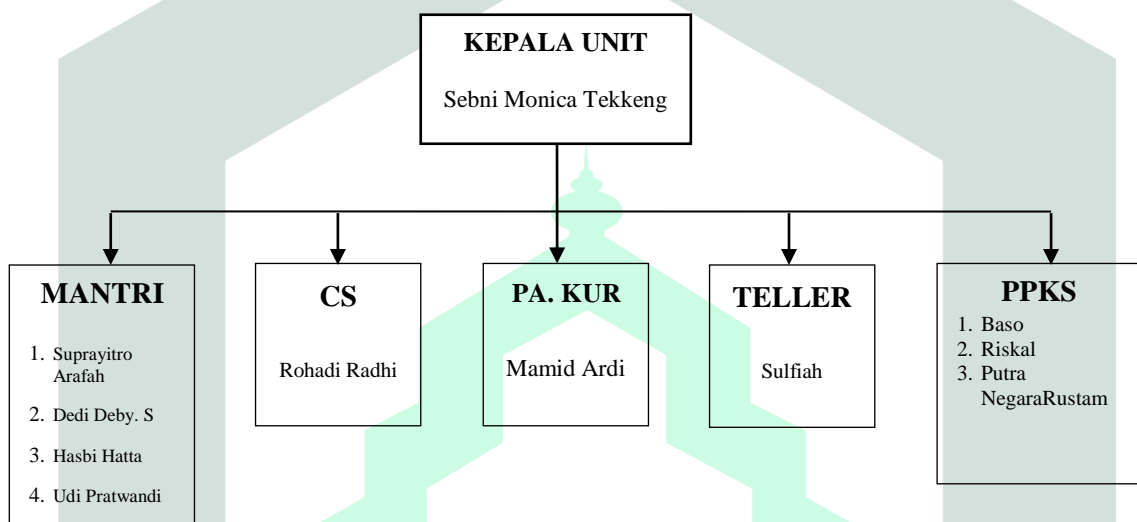 KEPALA UNIT
Sebni Monica Tekkeng
MANTRI
1. Suprayitro
Arafah
2. Dedi Deby. S
3. Hasbi Hatta
4. Udi Pratwandi
CS
Rohadi Radhi
PA. KUR
Mamid Ardi
TELLER
Sulfiah
PPKS
1. Baso
2. Riskal
3. Putra
NegaraRustam